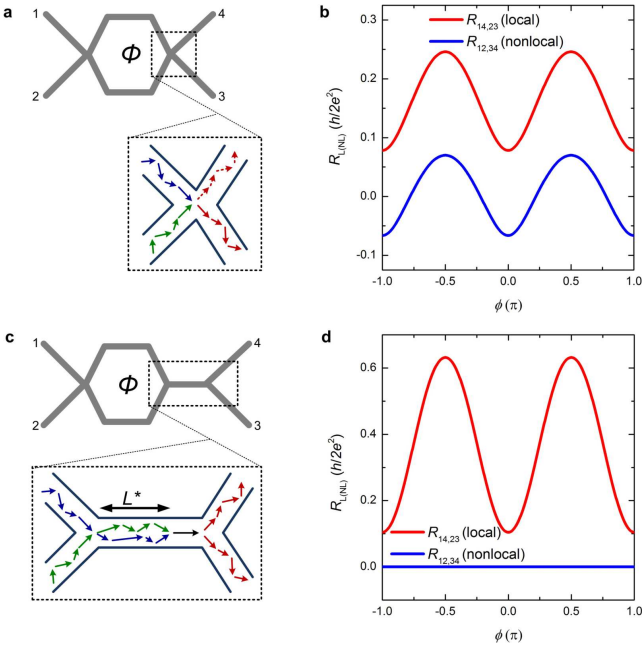 a
1
4
Φ
2
3
b
R14,23 (local)
R12,34 (nonlocal)
RL(NL) (h/2e²)
0.3
0.2
0.1
0.0
-0.1
-1.0 -0.5 0.0 0.5 1.0
ϕ (π)
c
1
4
Φ
2
3
L*
d
RL(NL) (h/2e²)
0.6
0.4
0.2
0.0
R14,23 (local)
R12,34 (nonlocal)
-1.0 -0.5 0.0 0.5 1.0
ϕ (π)